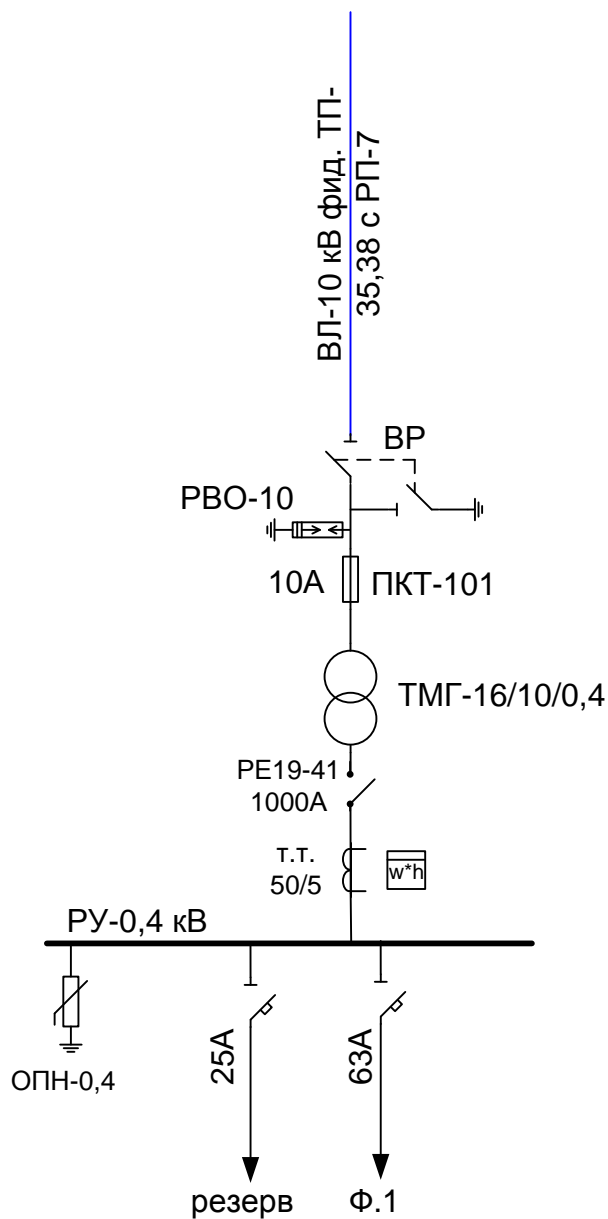 ВЛ-10 кВ фид. ТП-
35,38 с РП-7
ВР
РВО-10
10А
ПКТ-101
ТМГ-16/10/0,4
РЕ19-41
1000А
т.т.
50/5
w*h
РУ-0,4 кВ
25А
63А
ОПН-0,4
резерв
Ф.1